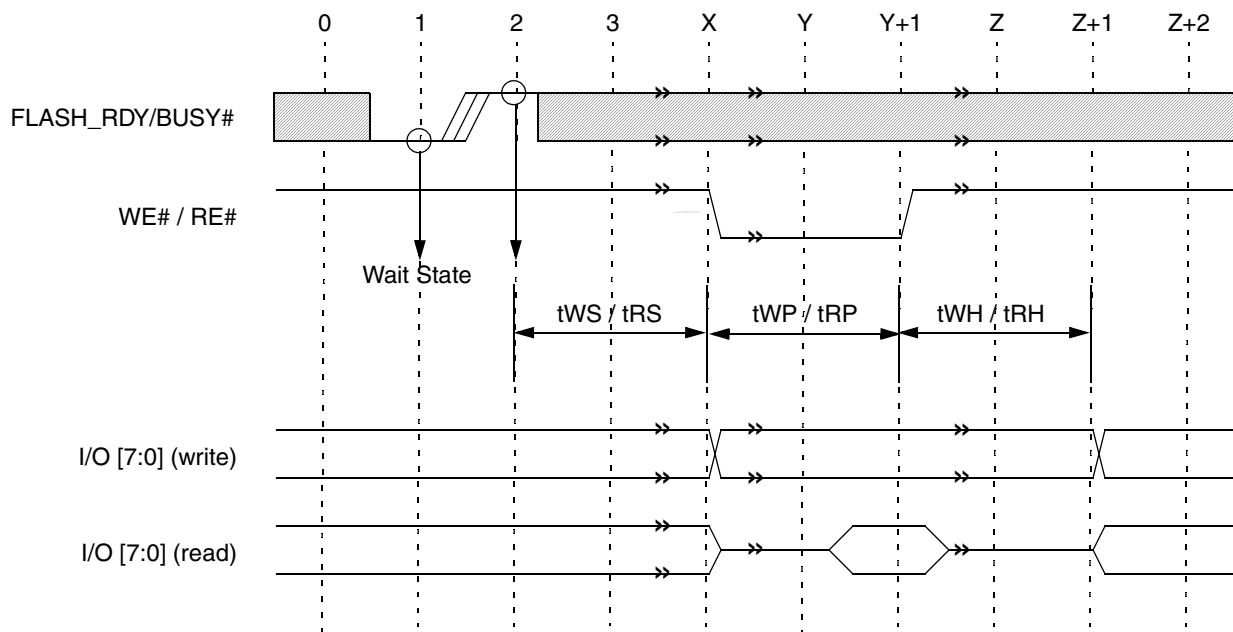 0 1 2 3 X Y Y+1 Z Z+1 Z+2
FLASH_RDY/BUSY#
WE# / RE#
Wait State
tWS / tRS tWP / tRP tWH / tRH
I/O [7:0] (write)
I/O [7:0] (read)